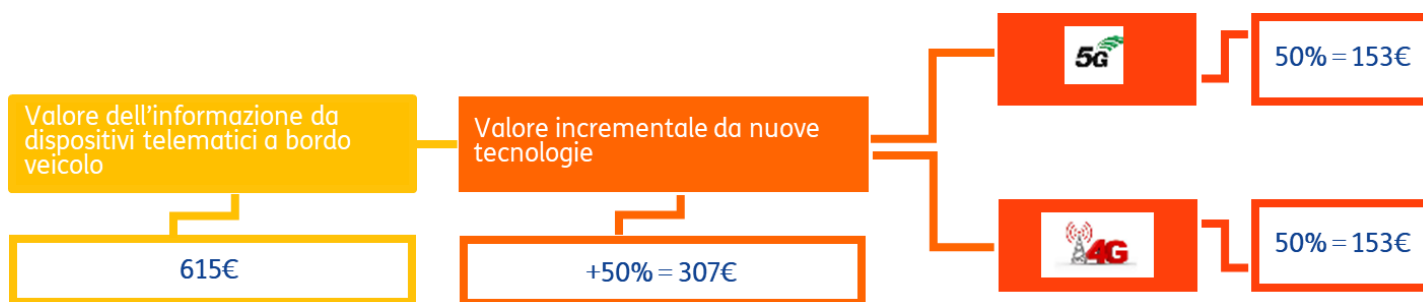 Valore dell'informazione da
dispositivi telematici a bordo
veicolo
615€
Valore incrementale da nuove
tecnologie
+50% = 307€
5G
50% = 153€
4G
50% = 153€